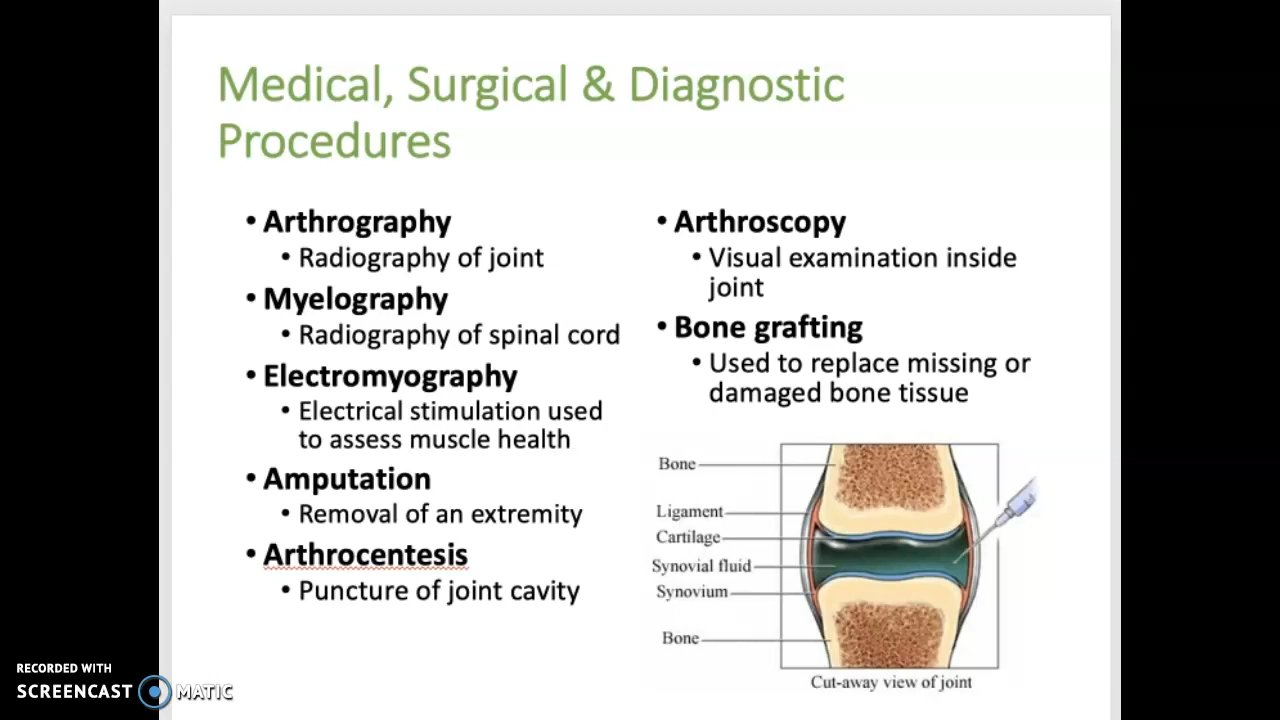 Medical, Surgical & Diagnostic
Procedures
• Arthrography
• Radiography of joint
• Myelography
• Radiography of spinal cord
• Electromyography
• Electrical stimulation used
to assess muscle health
• Amputation
• Removal of an extremity
• Arthrocentesis
• Puncture of joint cavity
• Arthroscopy
• Visual examination inside
joint
• Bone grafting
• Used to replace missing or
damaged bone tissue
Bone
Ligament
Cartilage
Synovial fluid
Synovium
Bone
Cut-away view of joint
RECORDED WITH
SCREENCAST MATIC